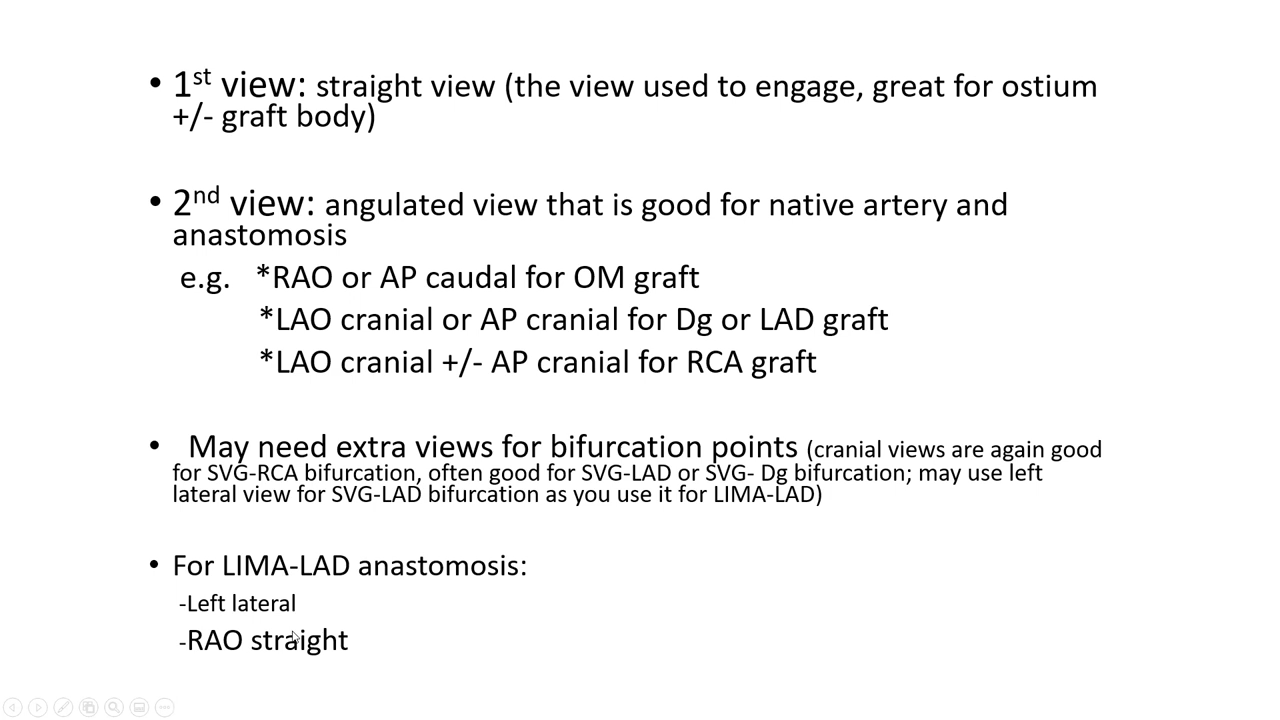 • 1st view: straight view (the view used to engage, great for ostium
+/- graft body)
• 2nd view: angulated view that is good for native artery and
anastomosis
e.g. *RAO or AP caudal for OM graft
*LAO cranial or AP cranial for Dg or LAD graft
*LAO cranial +/- AP cranial for RCA graft
• May need extra views for bifurcation points (cranial views are again good
for SVG-RCA bifurcation, often good for SVG-LAD or SVG- Dg bifurcation; may use left
lateral view for SVG-LAD bifurcation as you use it for LIMA-LAD)
• For LIMA-LAD anastomosis:
-Left lateral
-RAO straight